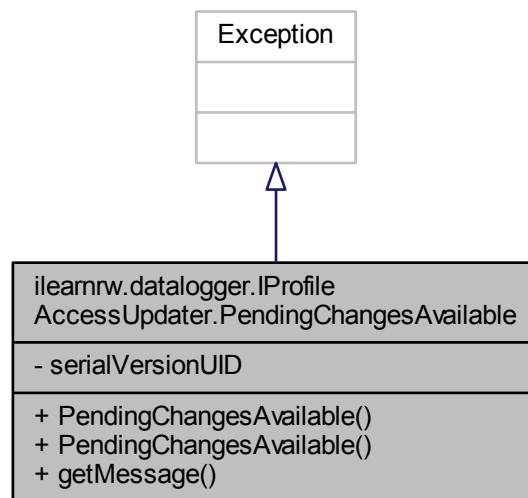 Exception
ilearnrw.datalogger.IProfile
AccessUpdater.PendingChangesAvailable
- serialVersionUID
+ PendingChangesAvailable()
+ PendingChangesAvailable()
+ getMessage()